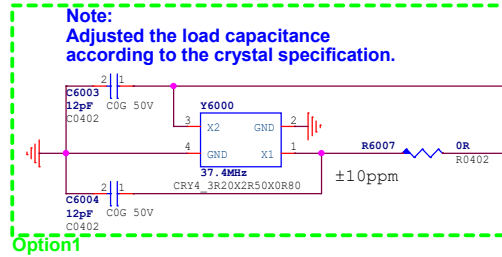 Note:
Adjusted the load capacitance
according to the crystal specification.
2 1
C6003
12pF C0G 50V
C0402
Y6000
3 X2 GND 2
4 GND X1 1
R6007 0R
R0402
37.4MHz
CRY4_3R20X2R50X0R80
±10ppm
2 1
C6004
12pF C0G 50V
C0402
Option1